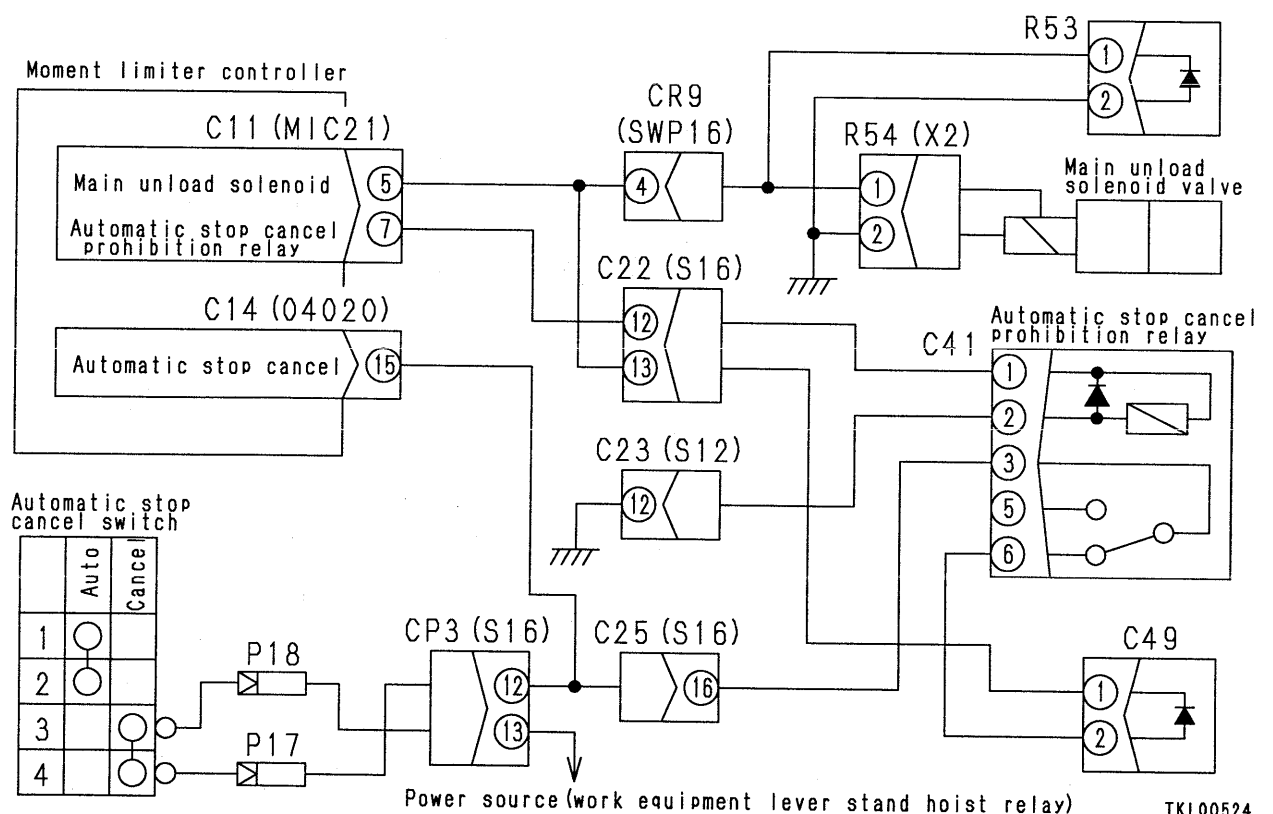 R53
1
2
Moment limiter controller
C11 (MIC21)
Main unload solenoid
5
Automatic stop cancel
prohibition relay
7
CR9
(SWP16)
4
R54 (X2)
1
2
Main unload
solenoid valve
C14 (04020)
Automatic stop cancel
15
C22 (S16)
12
13
Automatic stop cancel
prohibition relay
C41
1
2
3
5
6
C23 (S12)
12
Automatic stop
cancel switch
Auto
Cancel
1
2
3
4
P18
P17
CP3 (S16)
12
13
C25 (S16)
16
C49
1
2
Power source (work equipment lever stand hoist relay)
TKL00524